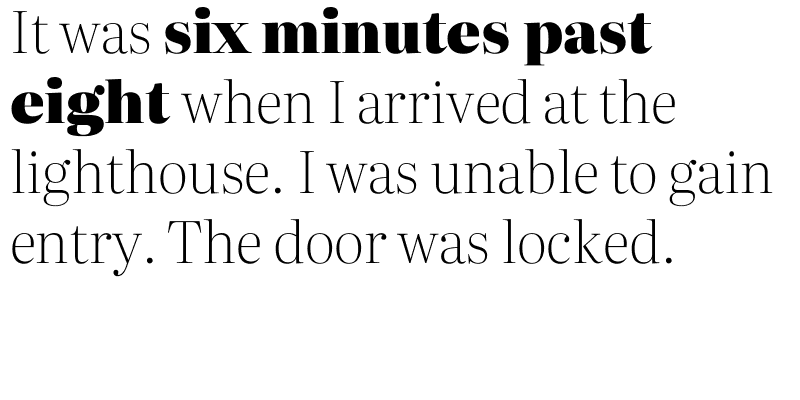 It was six minutes past
eight when I arrived at the
lighthouse. I was unable to gain
entry. The door was locked.